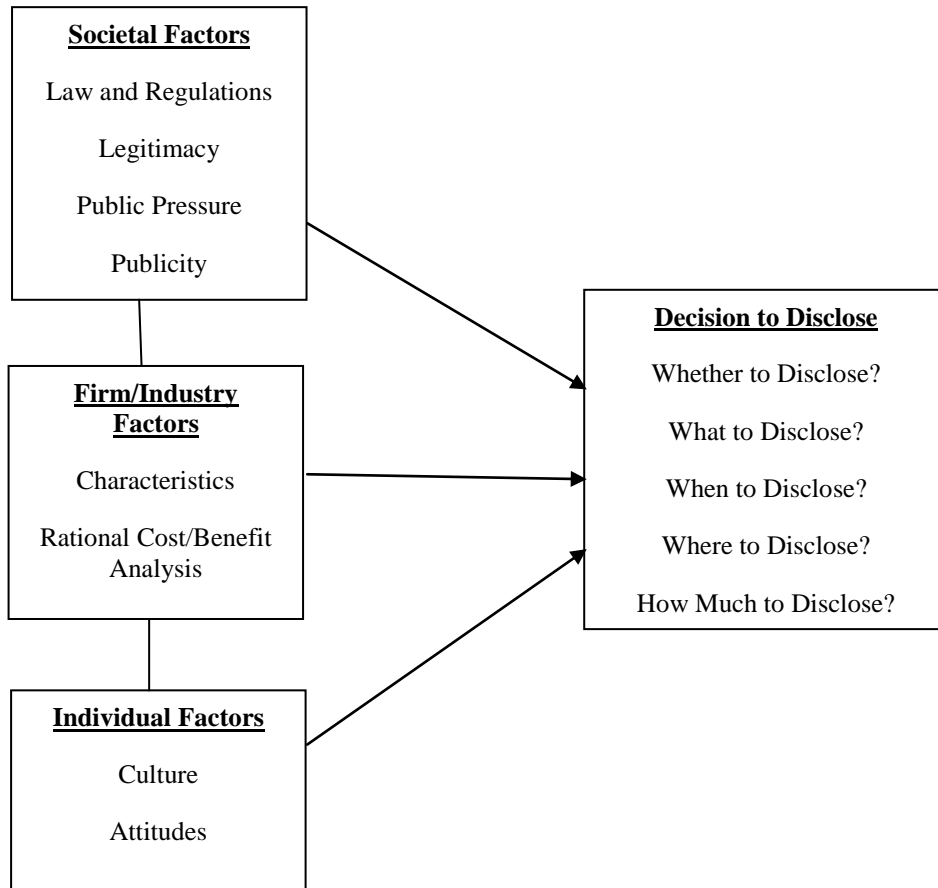 Societal Factors
Law and Regulations
Legitimacy
Public Pressure
Publicity
Firm/Industry
Factors
Characteristics
Rational Cost/Benefit
Analysis
Individual Factors
Culture
Attitudes
Decision to Disclose
Whether to Disclose?
What to Disclose?
When to Disclose?
Where to Disclose?
How Much to Disclose?